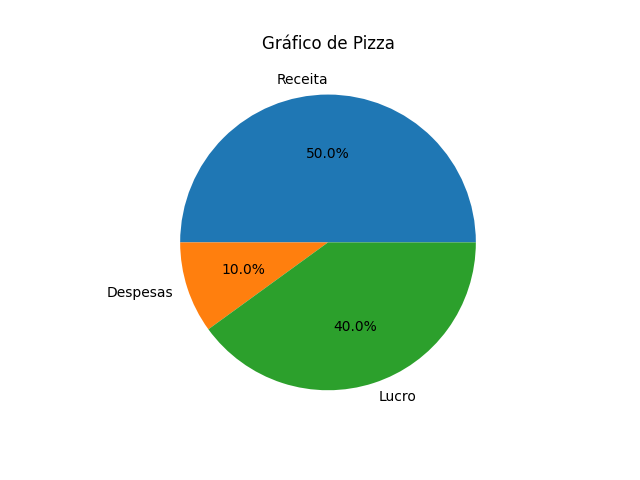 Gráfico de Pizza
Receita
50.0%
10.0%
Despesas
40.0%
Lucro